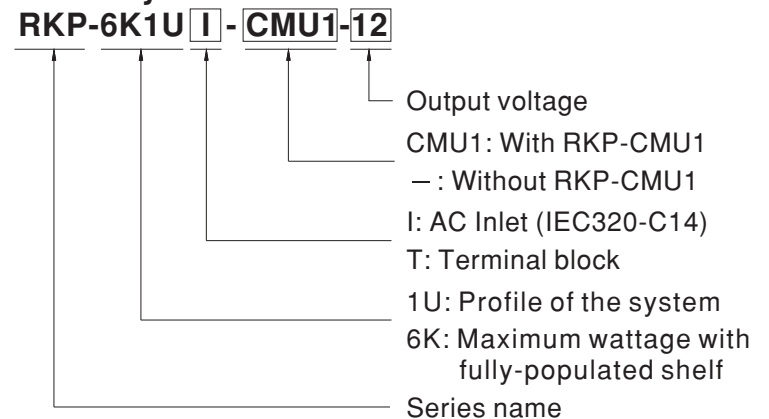 RKP-6K1U I - CMU1-12
Output voltage
CMU1: With RKP-CMU1
– : Without RKP-CMU1
I: AC Inlet (IEC320-C14)
T: Terminal block
1U: Profile of the system
6K: Maximum wattage with
fully-populated shelf
Series name